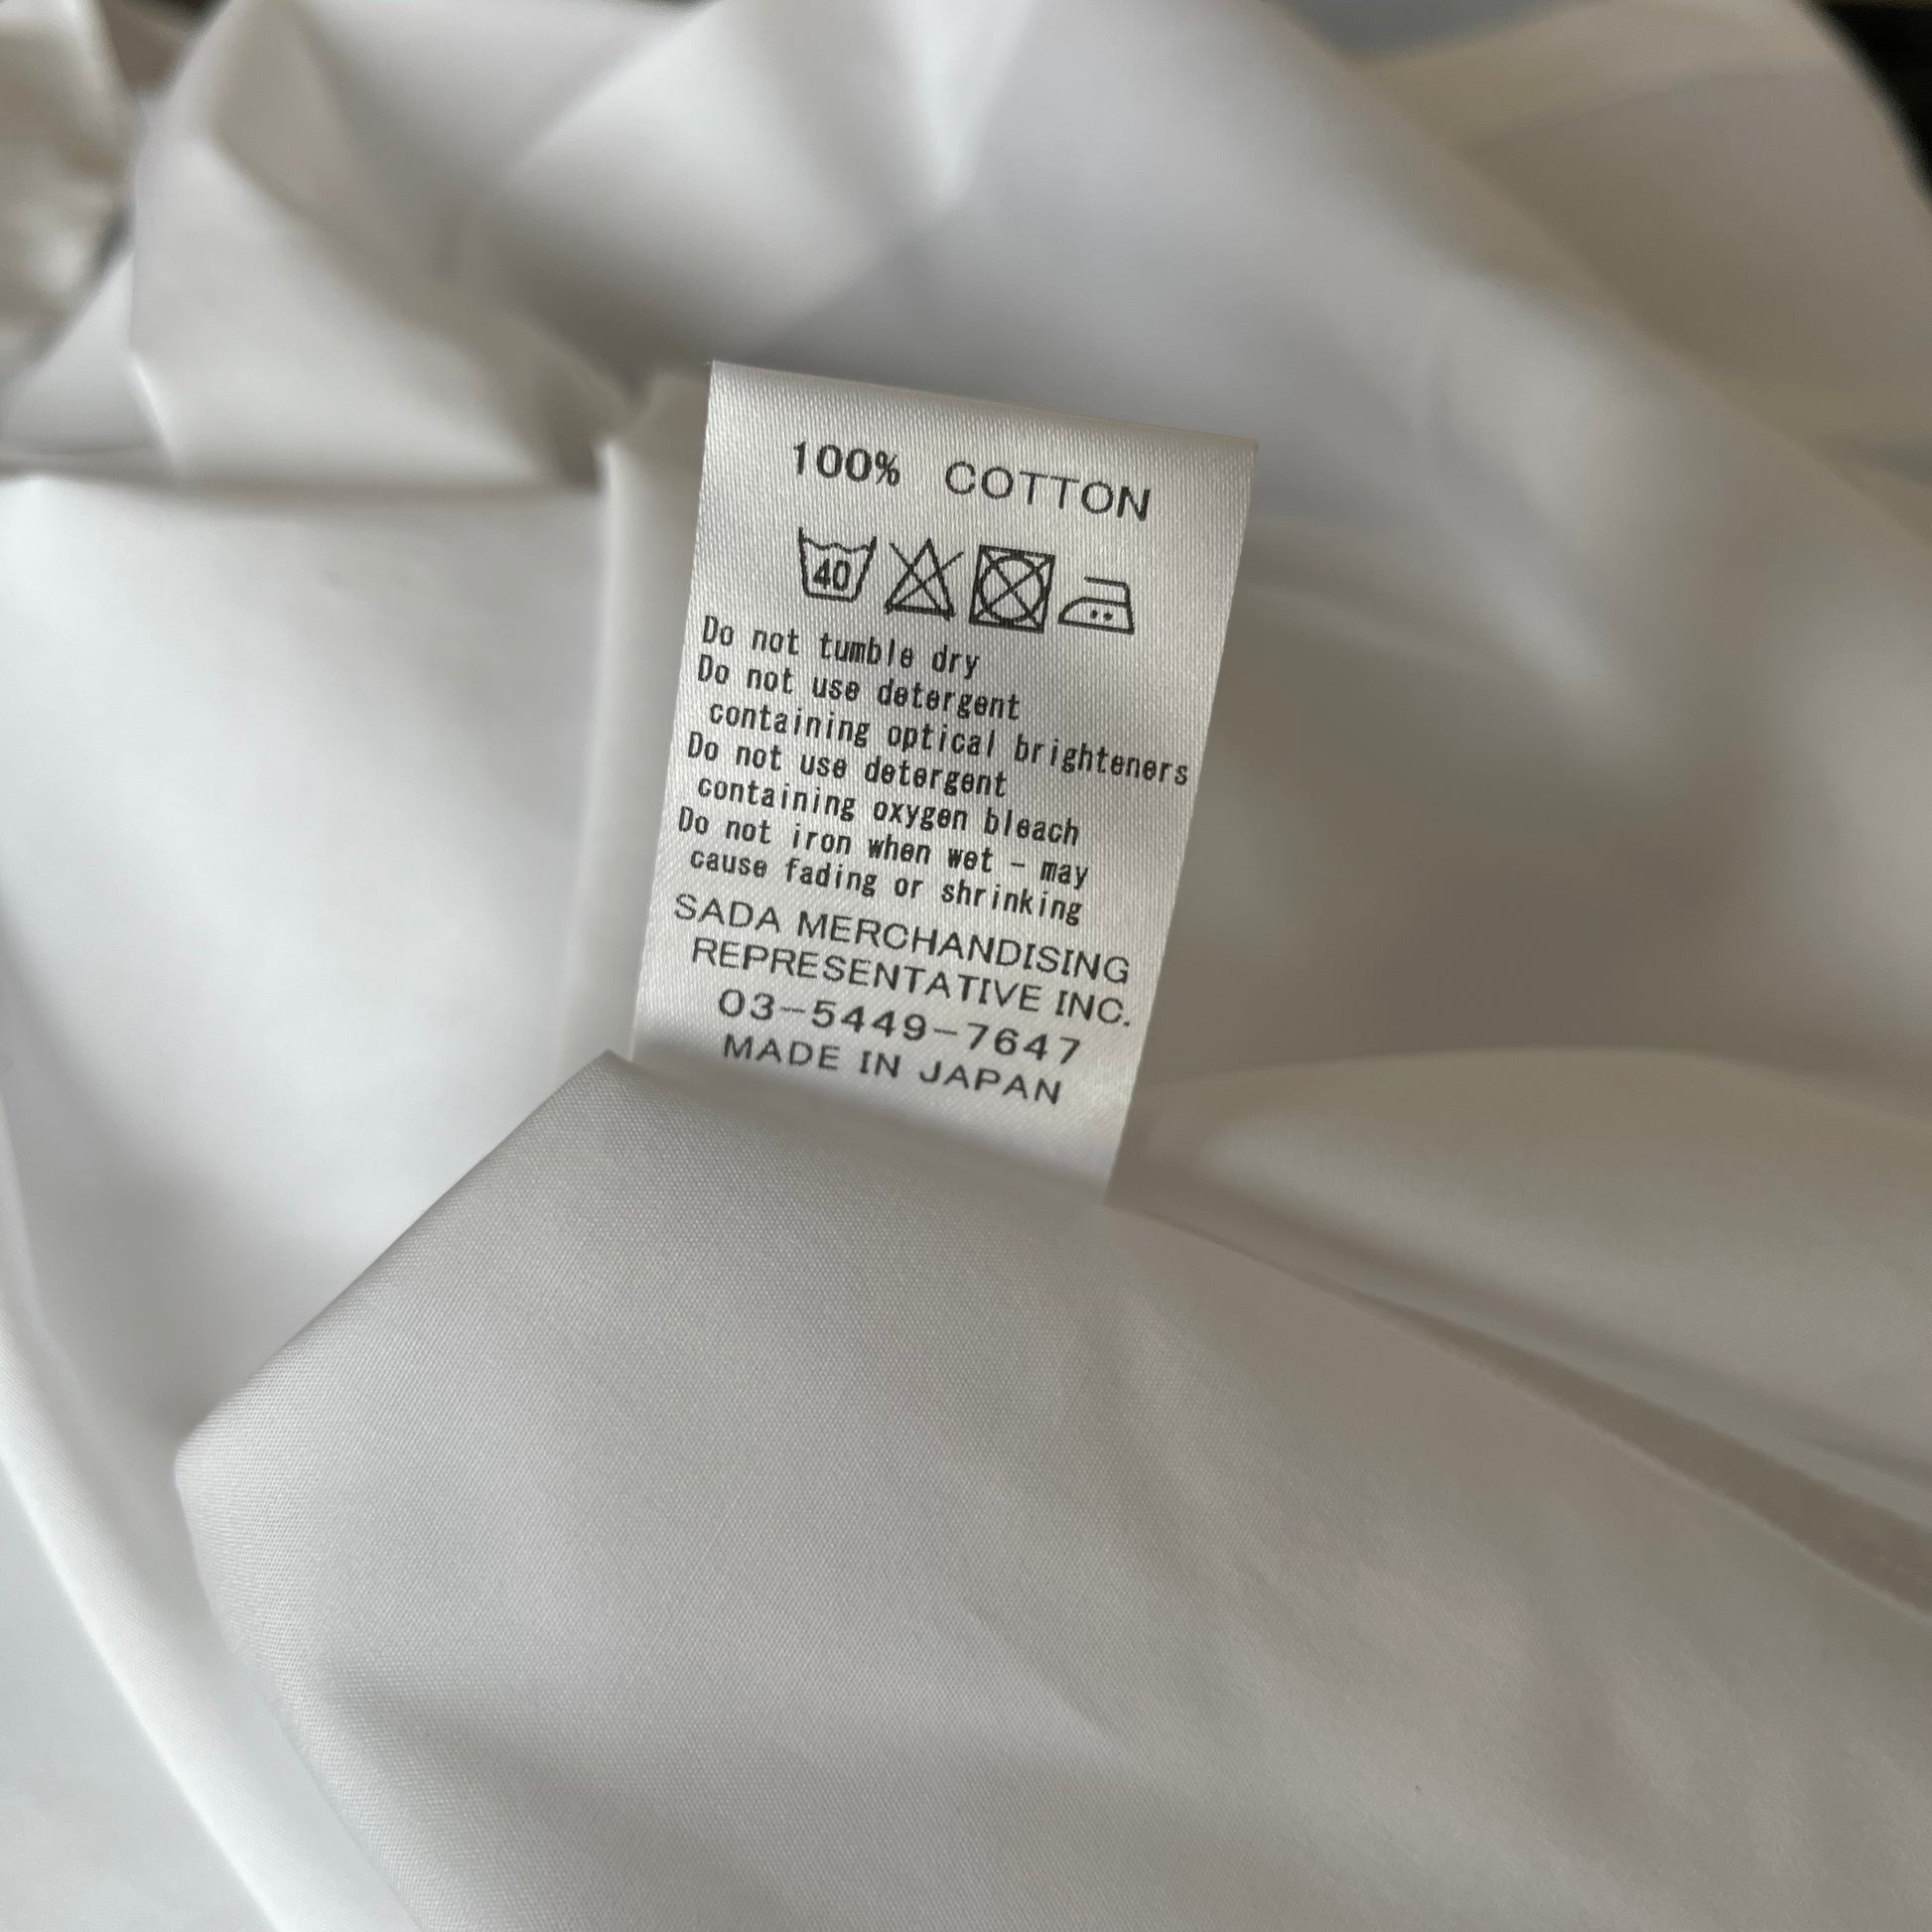 100% COTTON
40
Do not tumble dry
Do not use detergent
containing optical brighteners
Do not use detergent
containing oxygen bleach
Do not iron when wet - may
cause fading or shrinking
SADA MERCHANDISING
REPRESENTATIVE INC.
03-5449-7647
MADE IN JAPAN